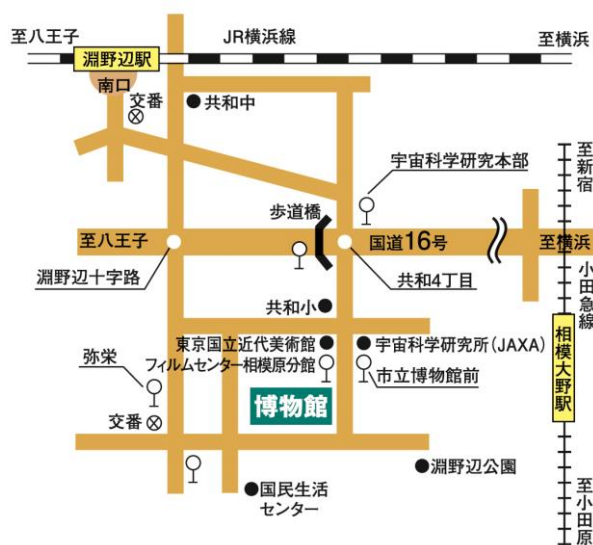 至八王子
JR横浜線
至横浜
淵野辺駅
南口
交番
共和中
至新宿
宇宙科学研究本部
歩道橋
至八王子
国道16号
至横浜
淵野辺十字路
共和4丁目
小田急線
共和小
東京国立近代美術館
フィルムセンター相模原分館
宇宙科学研究所(JAXA)
弥栄
市立博物館前
相模大野駅
博物館
交番
淵野辺公園
国民生活
センター
至小田原